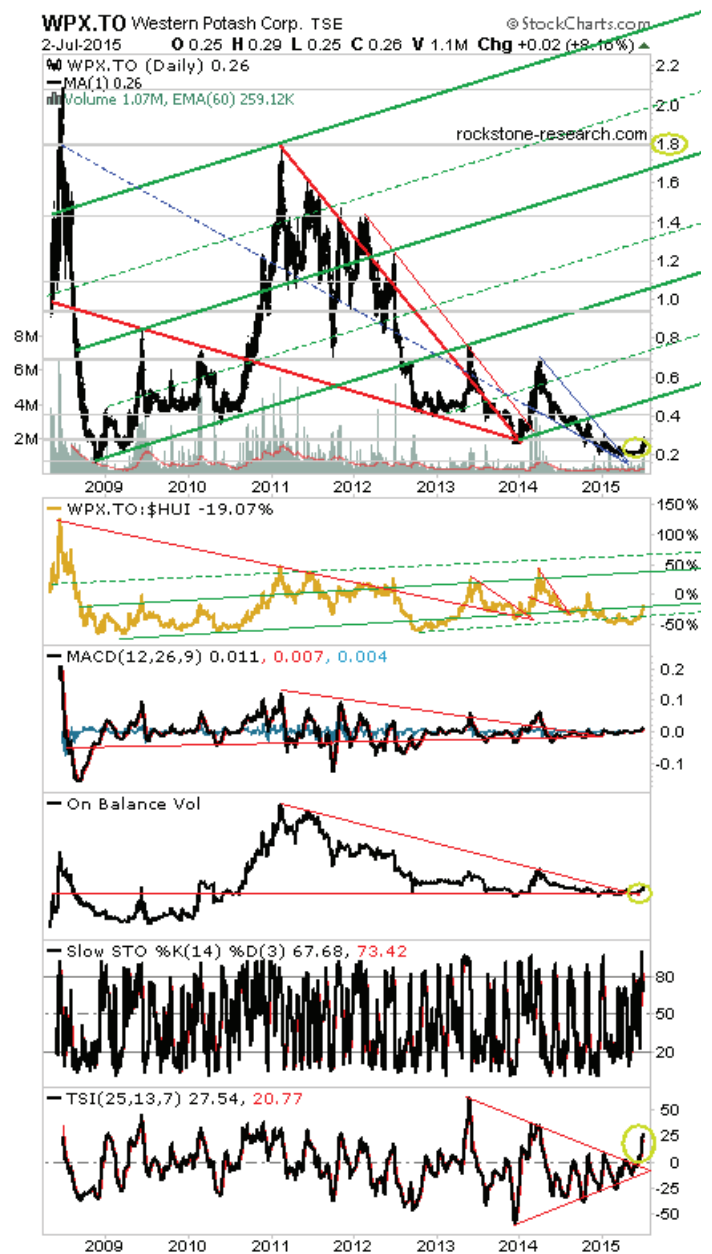 WPX.TO Western Potash Corp. TSE © StockCharts.com
2-Jul-2015 O 0.25 H 0.29 L 0.25 C 0.26 V 1.1M Chg +0.02 (+8.16%)
WPX.TO (Daily) 0.26
MA(1) 0.26
Volume 1.07M, EMA(60) 259.12K
rockstone-research.com
2.2
2.0
1.8
1.6
1.4
1.2
1.0
0.8
0.6
0.4
0.2
8M
6M
4M
2M
2009 2010 2011 2012 2013 2014 2015
WPX.TO:$HUI -19.07%
150%
100%
50%
0%
-50%
MACD(12,26,9) 0.011, 0.007, 0.004
0.2
0.1
0.0
-0.1
On Balance Vol
Slow STO %K(14) %D(3) 67.68, 73.42
80
50
20
TSI(25,13,7) 27.54, 20.77
50
25
0
-25
-50
2009 2010 2011 2012 2013 2014 2015